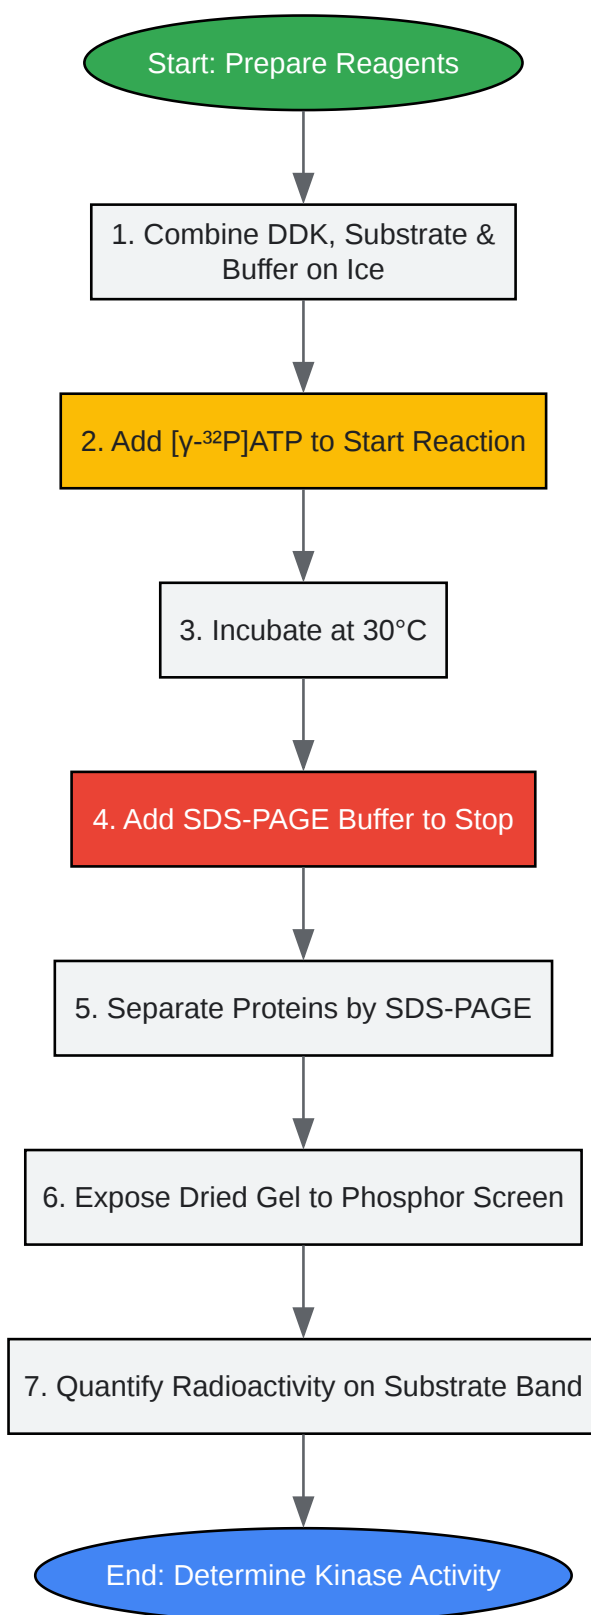 Start: Prepare Reagents
1. Combine DDK, Substrate &
Buffer on Ice
2. Add [γ-³²P]ATP to Start Reaction
3. Incubate at 30°C
4. Add SDS-PAGE Buffer to Stop
5. Separate Proteins by SDS-PAGE
6. Expose Dried Gel to Phosphor Screen
7. Quantify Radioactivity on Substrate Band
End: Determine Kinase Activity